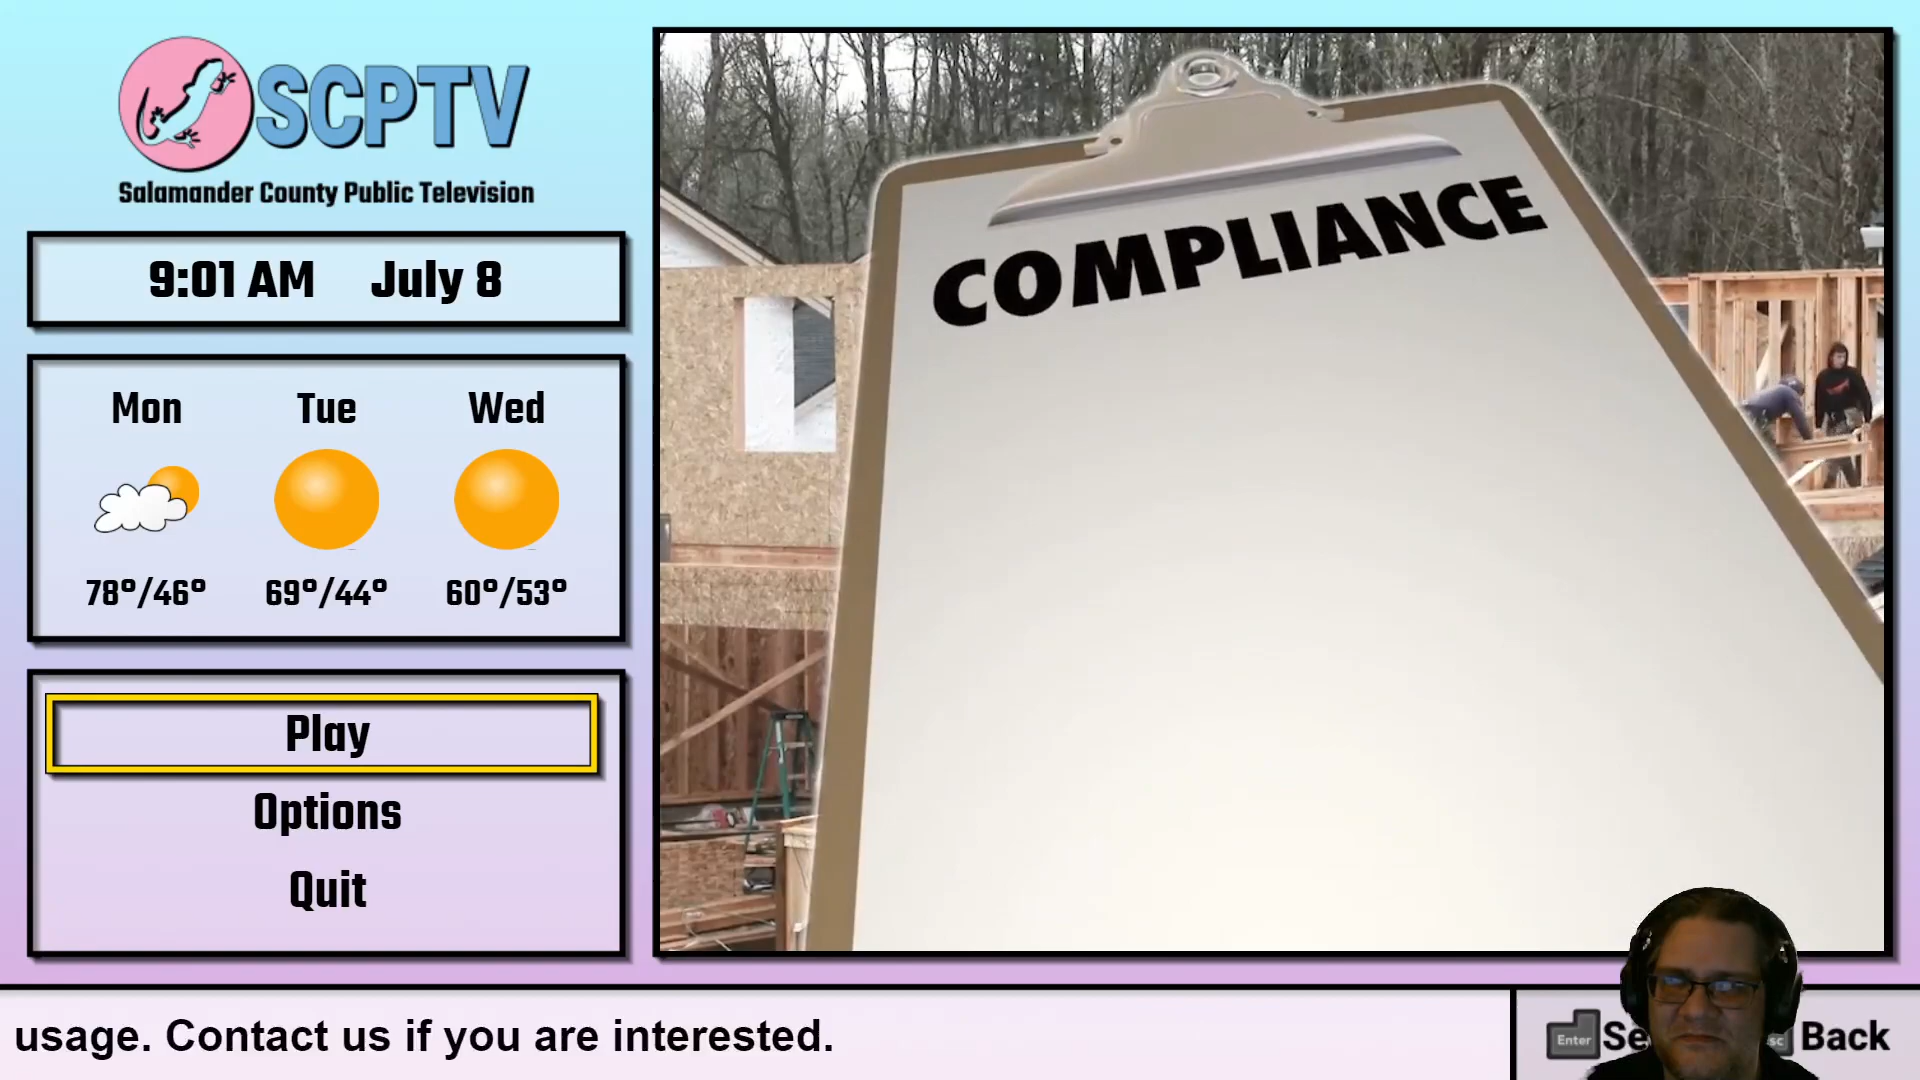 SCPTV
Salamander County Public Television
9:01 AM July 8
Mon Tue Wed
78°/46° 69°/44° 60°/53°
Play
Options
Quit
COMPLIANCE
usage. Contact us if you are interested.
Enter
Back